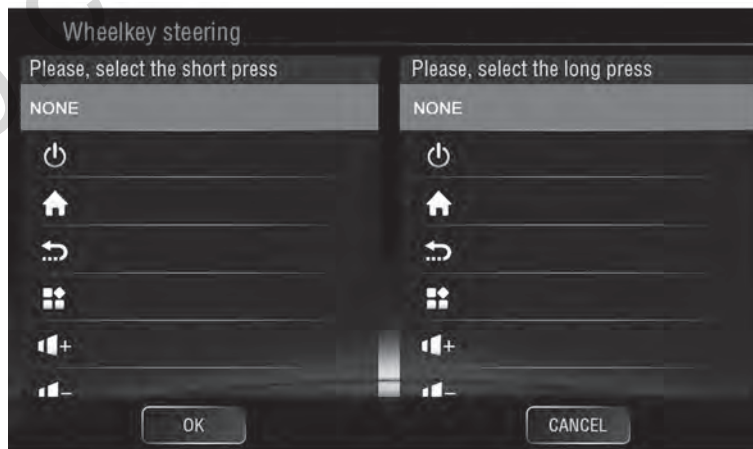 Wheelkey steering
Please, select the short press
Please, select the long press
NONE
NONE
OK
CANCEL